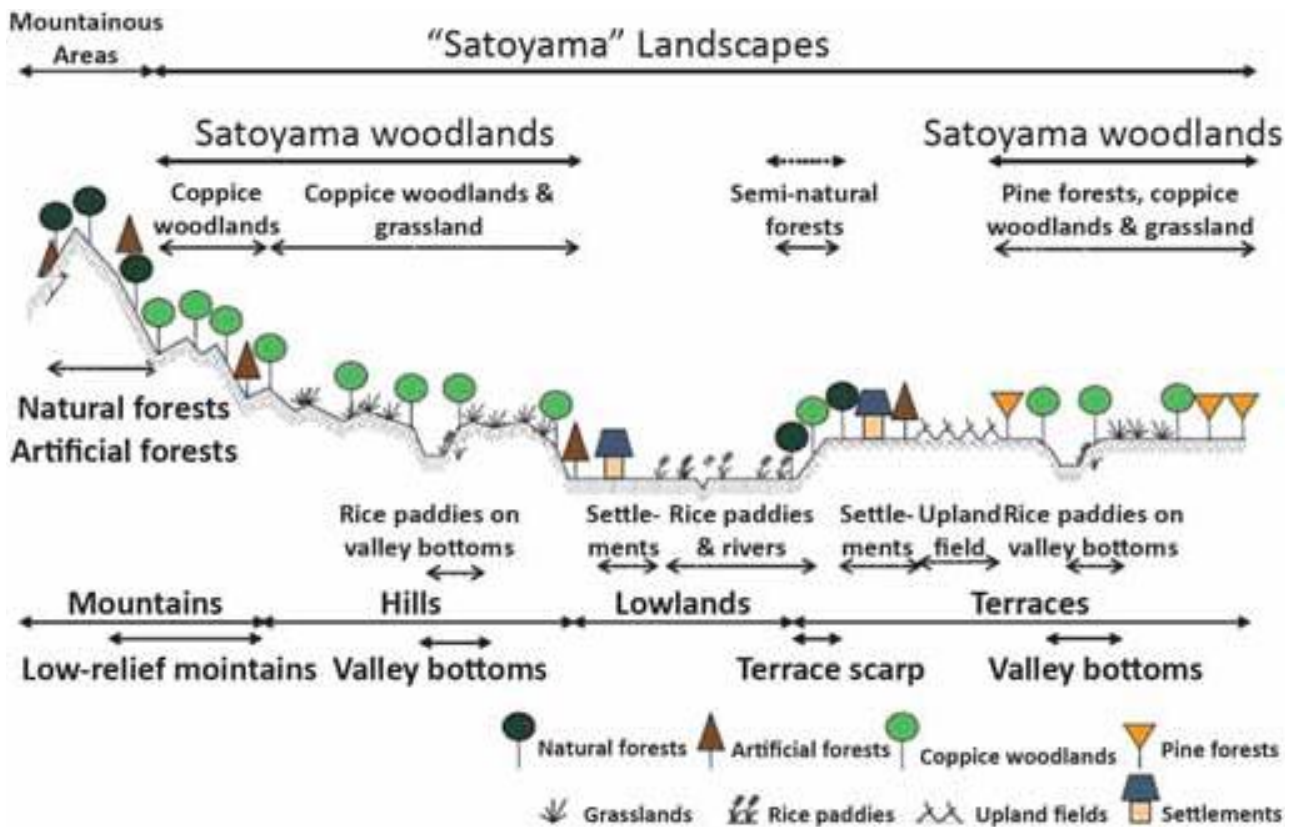 Mountainous
Areas
“Satoyama” Landscapes
Satoyama woodlands
Satoyama woodlands
Coppice
woodlands
Coppice woodlands &
grassland
Semi-natural
forests
Pine forests, coppice
woodlands & grassland
Natural forests
Artificial forests
Rice paddies on
valley bottoms
Settle-
ments
Rice paddies
& rivers
Settle-
ments
Upland
field
Rice paddies on
valley bottoms
Mountains
Hills
Lowlands
Terraces
Low-relief mointains
Valley bottoms
Terrace scarp
Valley bottoms
Natural forests
Artificial forests
Coppice woodlands
Pine forests
Grasslands
Rice paddies
Upland fields
Settlements